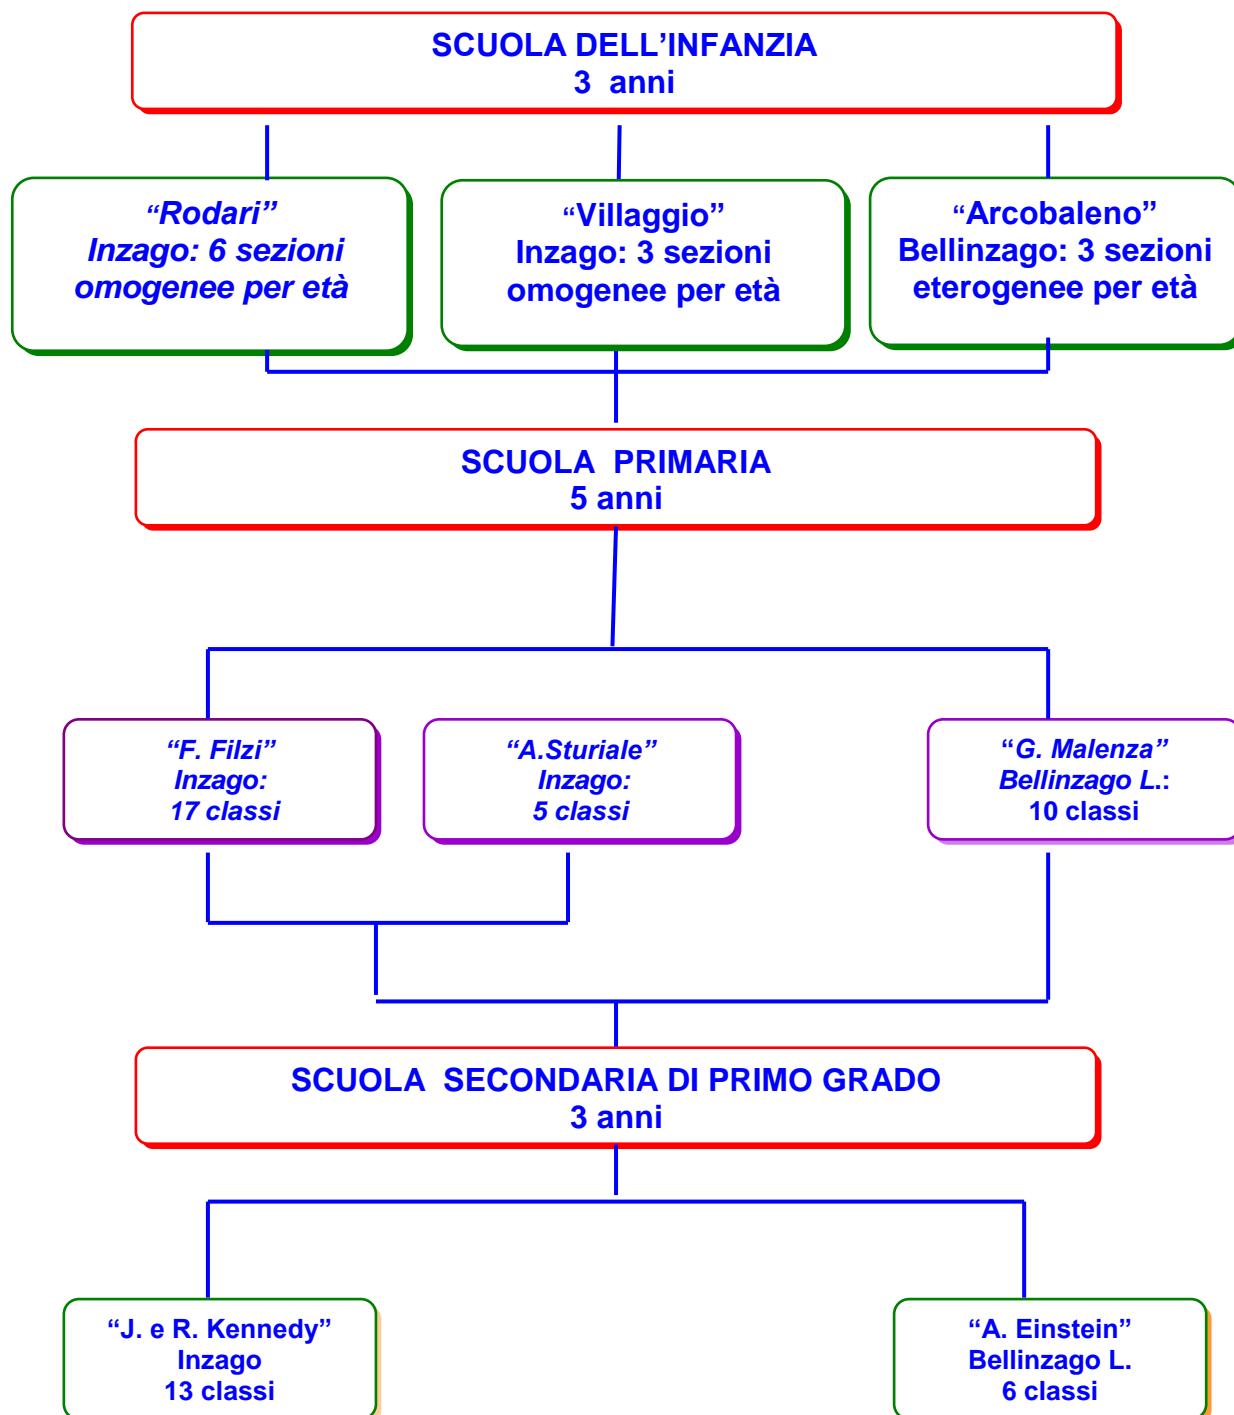 SCUOLA DELL’INFANZIA
3 anni
“Rodari”
Inzago: 6 sezioni
omogenee per età
“Villaggio”
Inzago: 3 sezioni
omogenee per età
“Arcobaleno”
Bellinzago: 3 sezioni
eterogenee per età
SCUOLA PRIMARIA
5 anni
“F. Filzi”
Inzago:
17 classi
“A.Sturiale”
Inzago:
5 classi
“G. Malenza”
Bellinzago L.:
10 classi
SCUOLA SECONDARIA DI PRIMO GRADO
3 anni
“J. e R. Kennedy”
Inzago
13 classi
“A. Einstein”
Bellinzago L.
6 classi